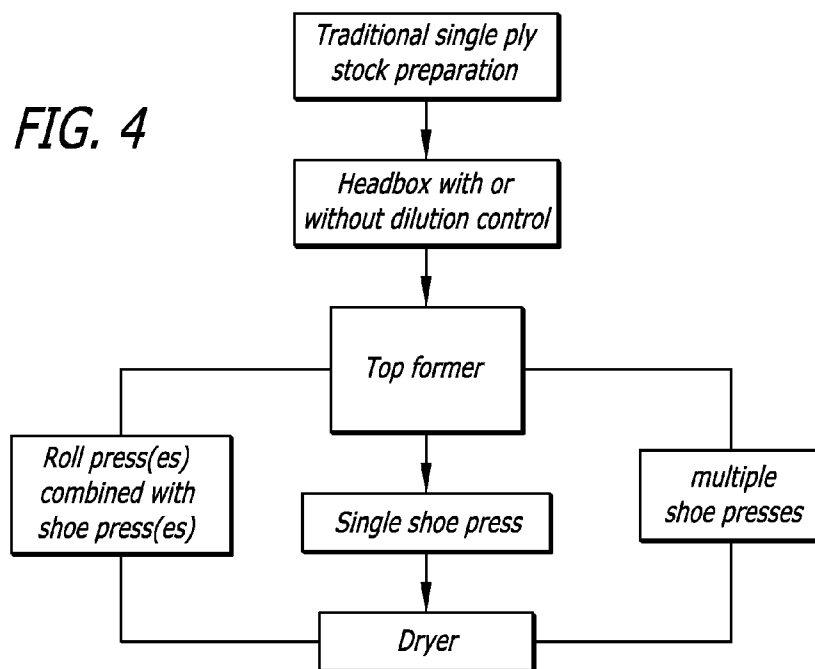 Traditional single ply
stock preparation
FIG. 4
Headbox with or
without dilution control
Top former
Roll press(es)
combined with
shoe press(es)
Single shoe press
multiple
shoe presses
Dryer